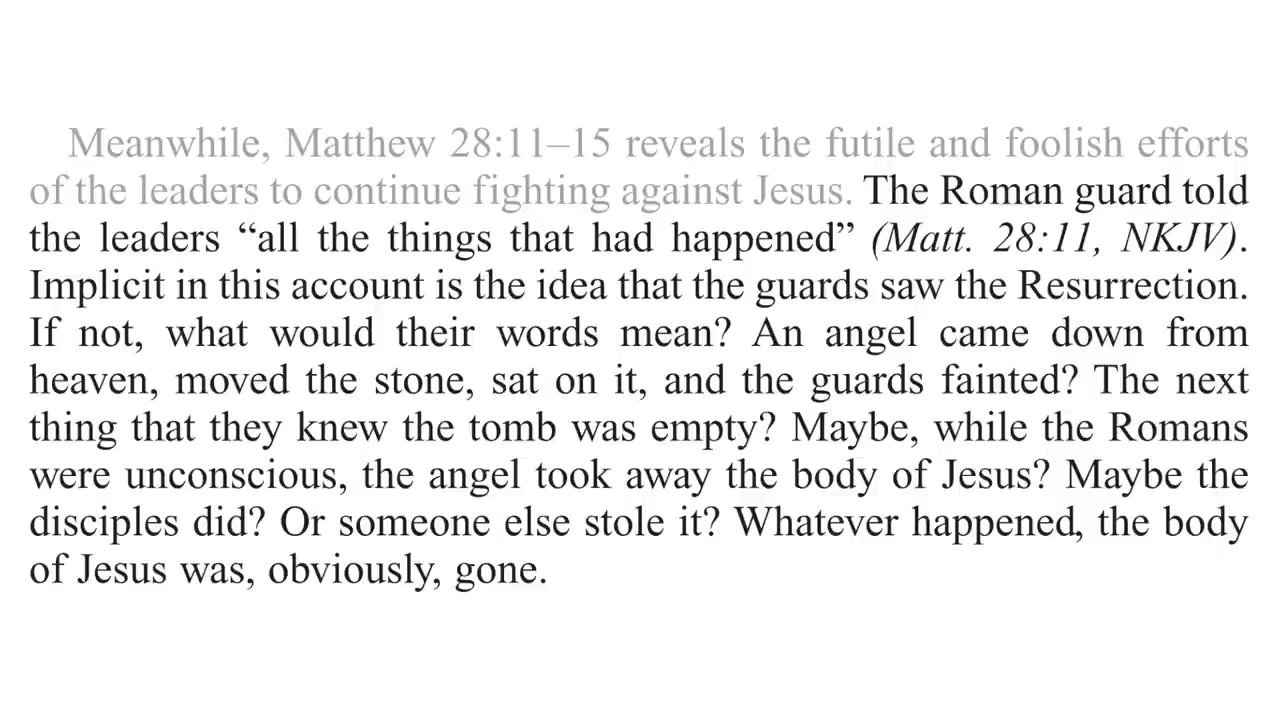 Meanwhile, Matthew 28:11–15 reveals the futile and foolish efforts
of the leaders to continue fighting against Jesus. The Roman guard told
the leaders “all the things that had happened” (Matt. 28:11, NKJV).
Implicit in this account is the idea that the guards saw the Resurrection.
If not, what would their words mean? An angel came down from
heaven, moved the stone, sat on it, and the guards fainted? The next
thing that they knew the tomb was empty? Maybe, while the Romans
were unconscious, the angel took away the body of Jesus? Maybe the
disciples did? Or someone else stole it? Whatever happened, the body
of Jesus was, obviously, gone.